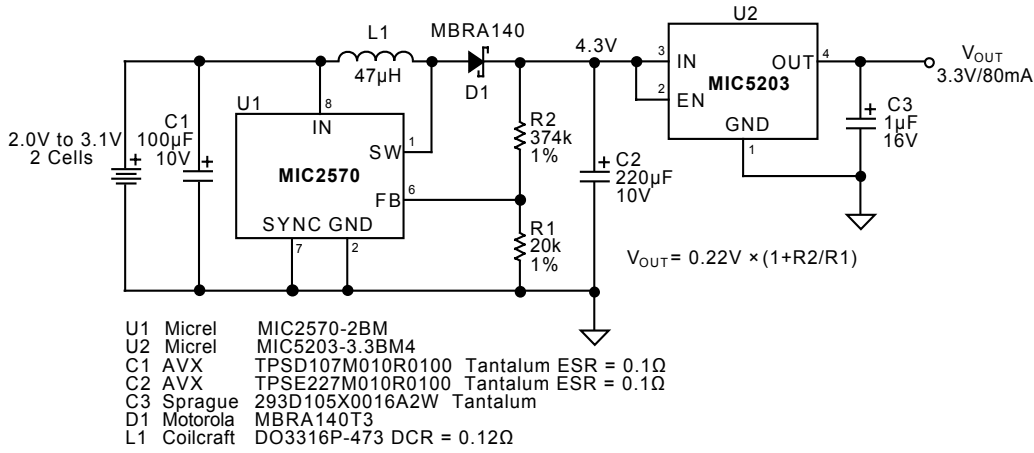 U2
MBRA140
L1
4.3V
47µH
D1
3
IN
OUT
4
MIC5203
2
EN
GND
1
VOUT
3.3V/80mA
C3
1µF
16V
2.0V to 3.1V
2 Cells
C1
100µF
10V
U1
8
IN
SW
1
MIC2570
FB
6
SYNC
GND
7
2
R2
374k
1%
R1
20k
1%
C2
220µF
10V
VOUT = 0.22V ×(1+R2/R1)
U1 Micrel MIC2570-2BM
U2 Micrel MIC5203-3.3BM4
C1 AVX TPSD107M010R0100 Tantalum ESR = 0.1Ω
C2 AVX TPSE227M010R0100 Tantalum ESR = 0.1Ω
C3 Sprague 293D105X0016A2W Tantalum
D1 Motorola MBRA140T3
L1 Coilcraft DO3316P-473 DCR = 0.12Ω